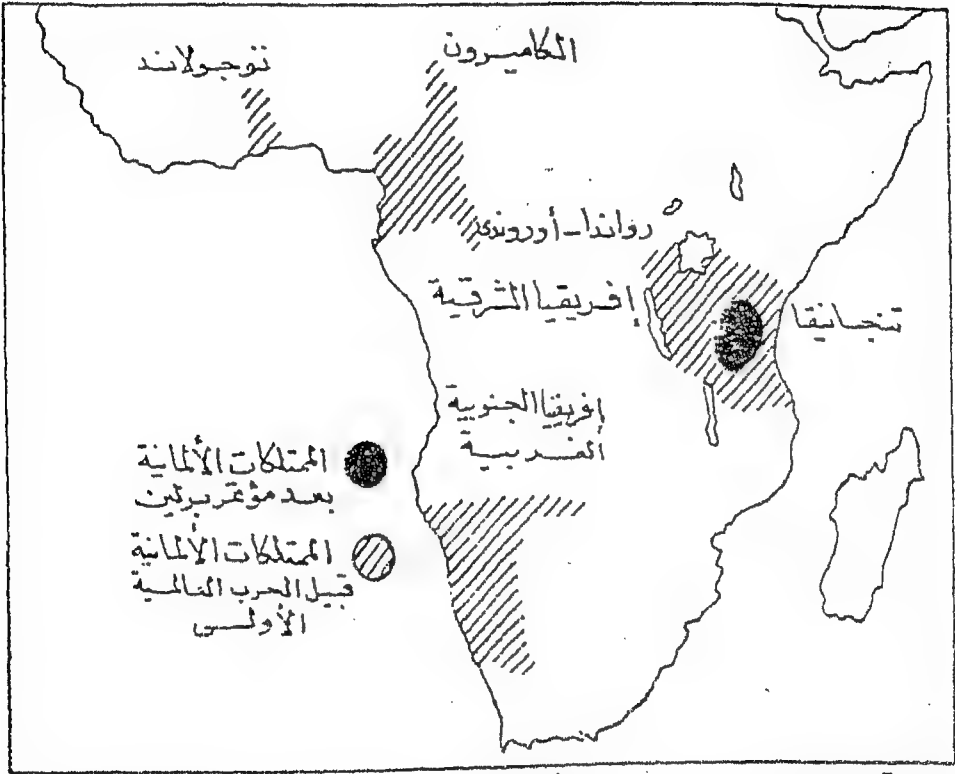 الكاميرون
توجولاند
رواندا - أوروندى
إفريقيا الشرقية
تنجانيقا
إفريقيا الجنوبية
الغربية
الممتلكات الألمانية
بعد مؤتمر برلين
الممتلكات الألمانية
قبيل الحرب العالمية
الأولى